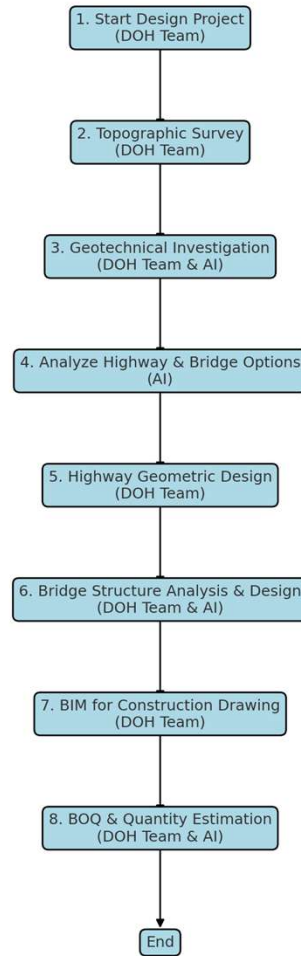 1. Start Design Project
(DOH Team)
2. Topographic Survey
(DOH Team)
3. Geotechnical Investigation
(DOH Team & AI)
4. Analyze Highway & Bridge Options
(AI)
5. Highway Geometric Design
(DOH Team)
6. Bridge Structure Analysis & Design
(DOH Team & AI)
7. BIM for Construction Drawing
(DOH Team)
8. BOQ & Quantity Estimation
(DOH Team & AI)
End